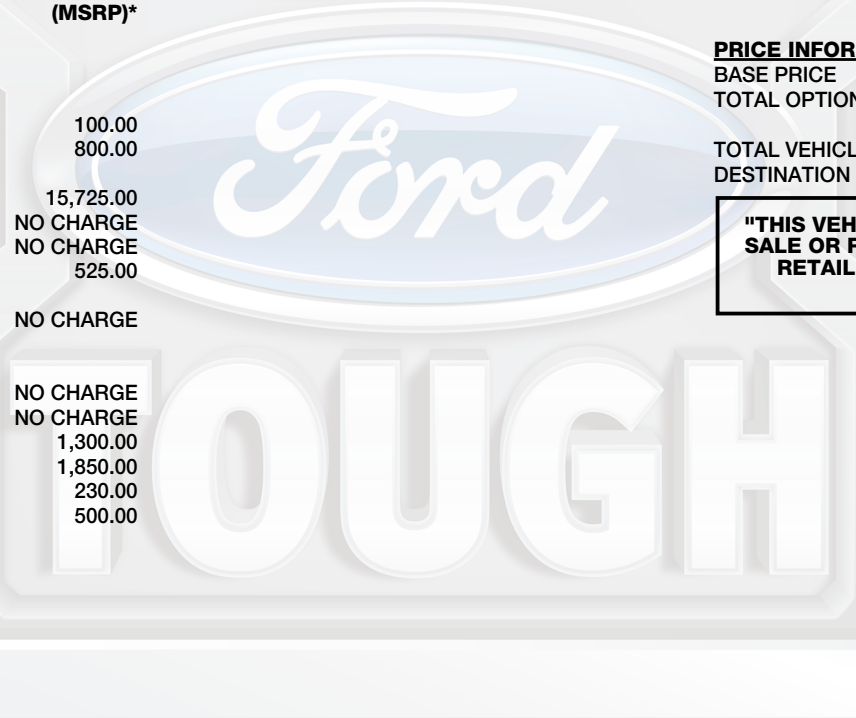 (MSRP)*
100.00
800.00
15,725.00
NO CHARGE
NO CHARGE
525.00
NO CHARGE
NO CHARGE
NO CHARGE
1,300.00
1,850.00
230.00
500.00
PRICE INFOR
BASE PRICE
TOTAL OPTION
TOTAL VEHICL
DESTINATION
"THIS VEH
SALE OR F
RETAIL
Ford
TOUGH